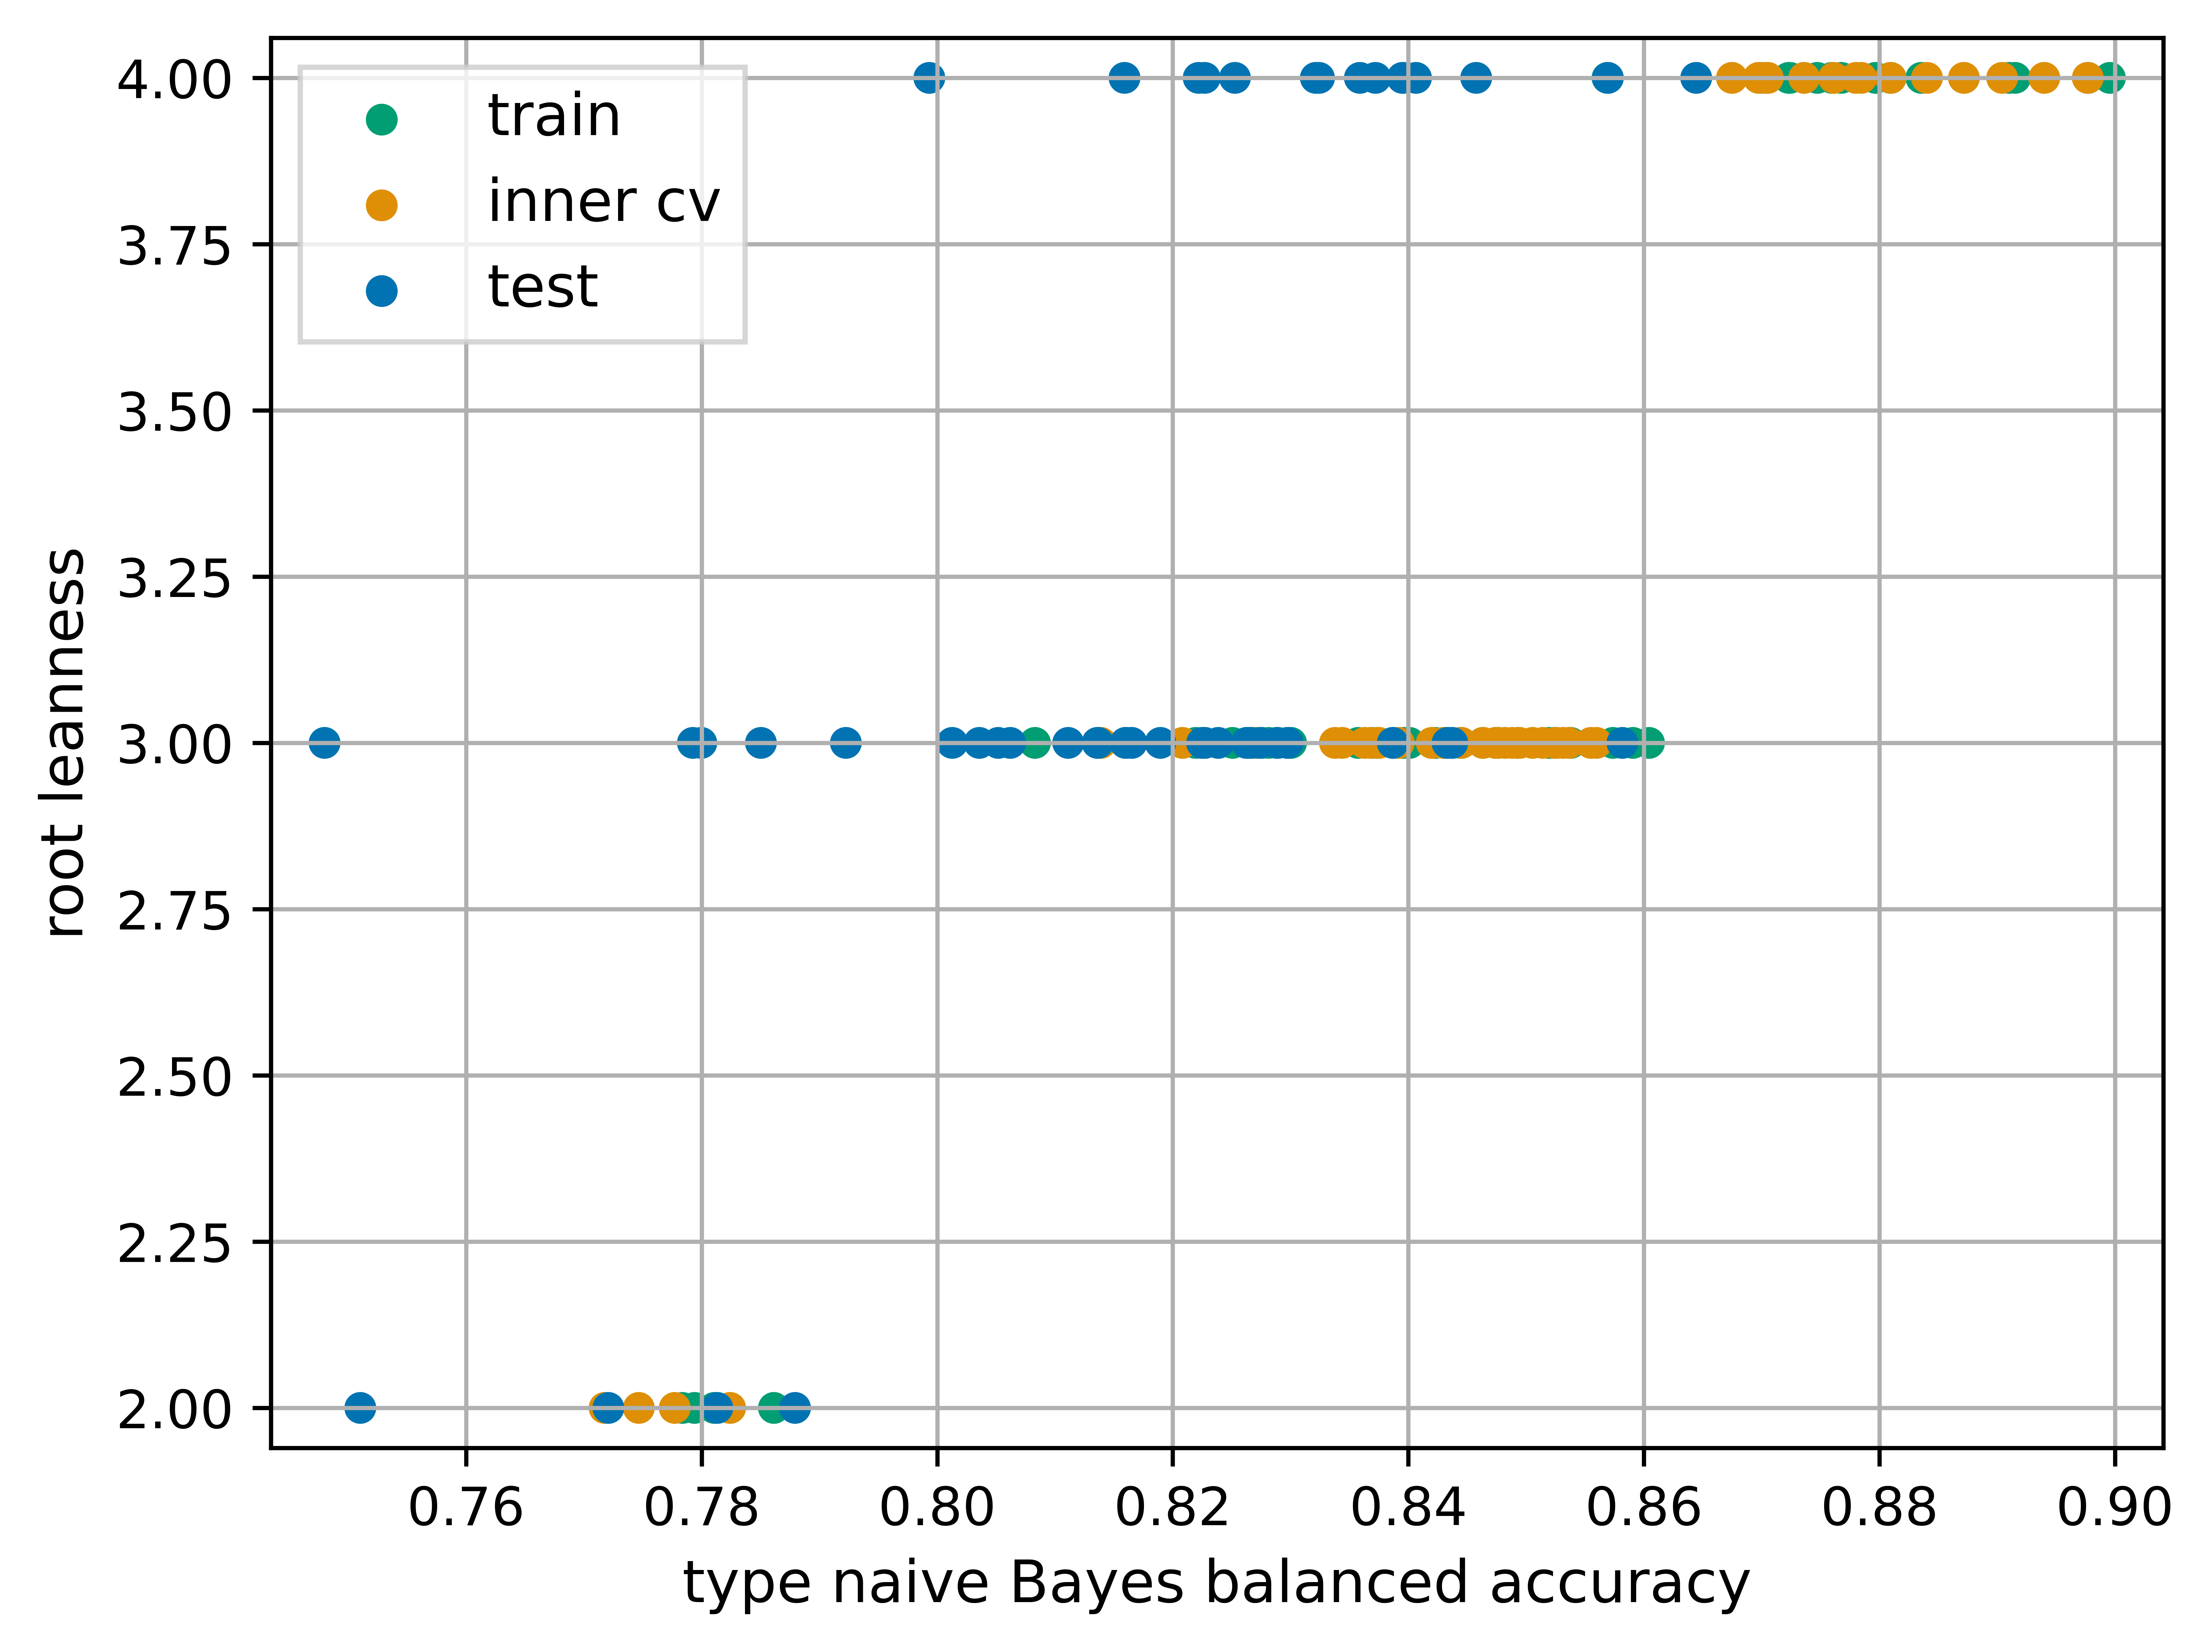 4.00
3.75
3.50
3.25
3.00
2.75
2.50
2.25
2.00
root leanness
train
inner cv
test
0.76 0.78 0.80 0.82 0.84 0.86 0.88 0.90
type naive Bayes balanced accuracy